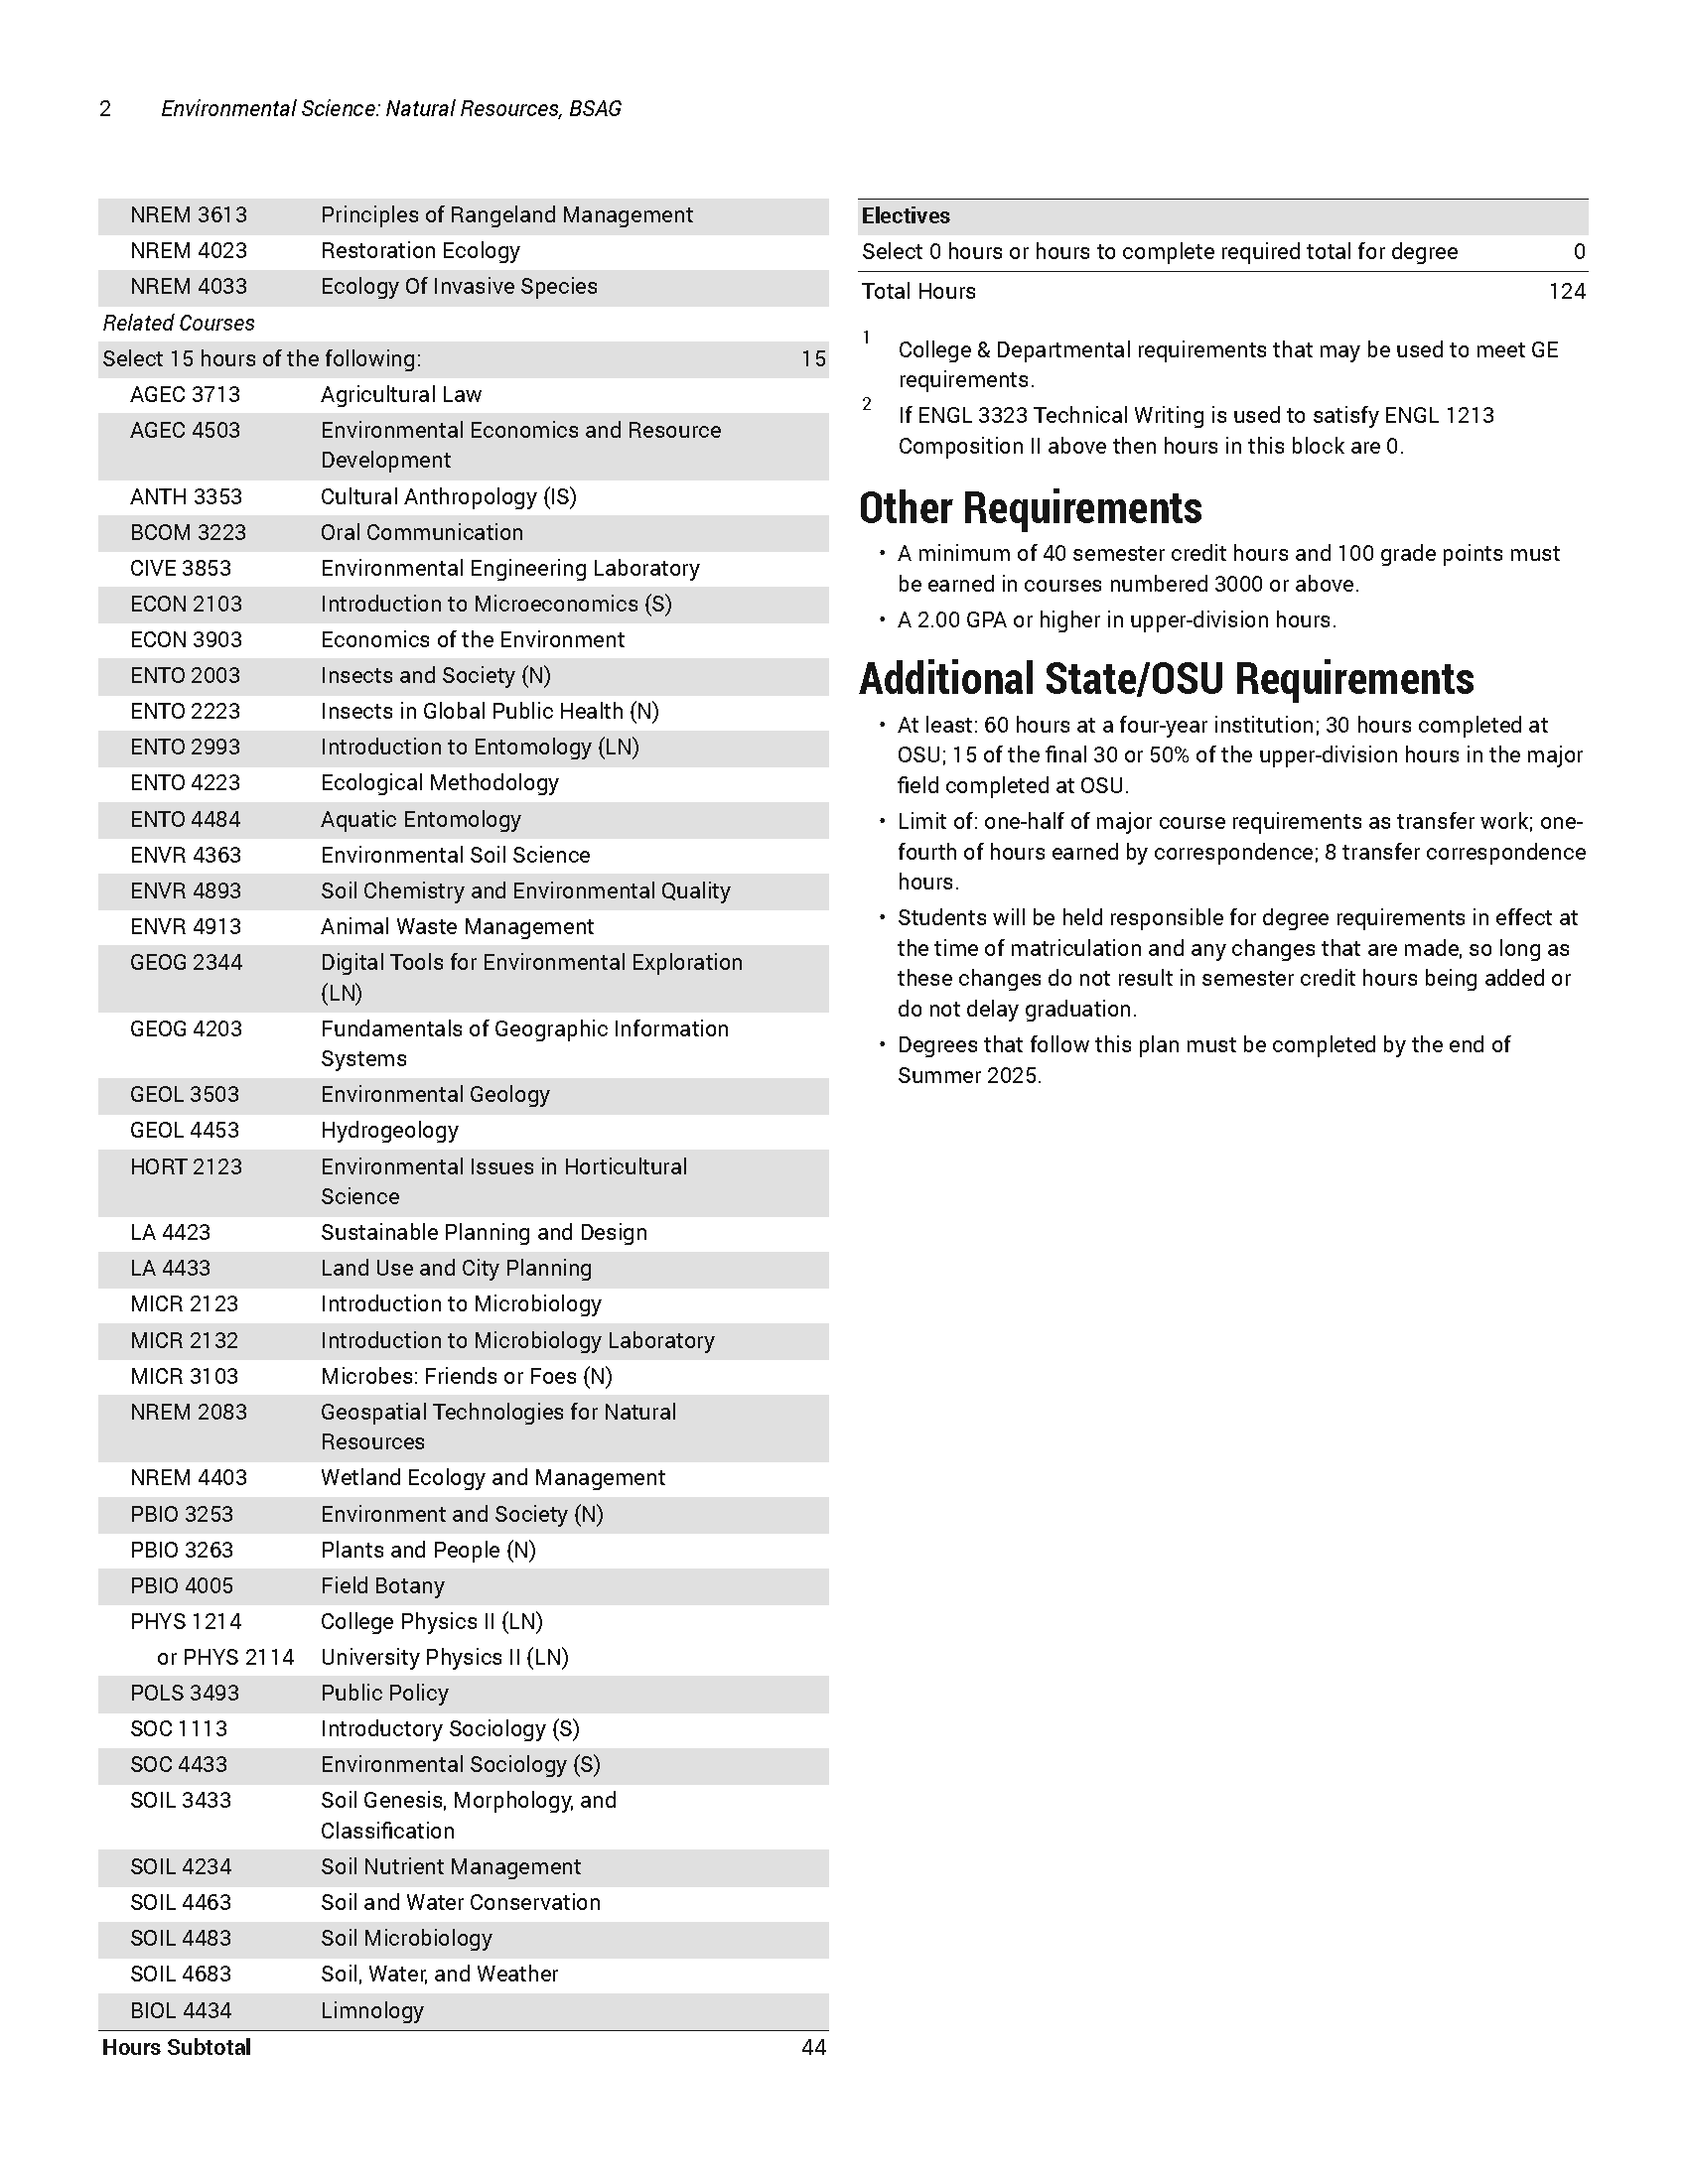 2 Environmental Science: Natural Resources, BSAG
NREM 3613 Principles of Rangeland Management
NREM 4023 Restoration Ecology
NREM 4033 Ecology Of Invasive Species
Related Courses
Select 15 hours of the following: 15
AGEC 3713 Agricultural Law
AGEC 4503 Environmental Economics and Resource
Development
ANTH 3353 Cultural Anthropology (IS)
BCOM 3223 Oral Communication
CIVE 3853 Environmental Engineering Laboratory
ECON 2103 Introduction to Microeconomics (S)
ECON 3903 Economics of the Environment
ENTO 2003 Insects and Society (N)
ENTO 2223 Insects in Global Public Health (N)
ENTO 2993 Introduction to Entomology (LN)
ENTO 4223 Ecological Methodology
ENTO 4484 Aquatic Entomology
ENVR 4363 Environmental Soil Science
ENVR 4893 Soil Chemistry and Environmental Quality
ENVR 4913 Animal Waste Management
GEOG 2344 Digital Tools for Environmental Exploration
(LN)
GEOG 4203 Fundamentals of Geographic Information
Systems
GEOL 3503 Environmental Geology
GEOL 4453 Hydrogeology
HORT 2123 Environmental Issues in Horticultural
Science
LA 4423 Sustainable Planning and Design
LA 4433 Land Use and City Planning
MICR 2123 Introduction to Microbiology
MICR 2132 Introduction to Microbiology Laboratory
MICR 3103 Microbes: Friends or Foes (N)
NREM 2083 Geospatial Technologies for Natural
Resources
NREM 4403 Wetland Ecology and Management
PBIO 3253 Environment and Society (N)
PBIO 3263 Plants and People (N)
PBIO 4005 Field Botany
PHYS 1214 College Physics II (LN)
or PHYS 2114 University Physics II (LN)
POLS 3493 Public Policy
SOC 1113 Introductory Sociology (S)
SOC 4433 Environmental Sociology (S)
SOIL 3433 Soil Genesis, Morphology, and
Classification
SOIL 4234 Soil Nutrient Management
SOIL 4463 Soil and Water Conservation
SOIL 4483 Soil Microbiology
SOIL 4683 Soil, Water, and Weather
BIOL 4434 Limnology
Hours Subtotal 44
Electives
Select 0 hours or hours to complete required total for degree 0
Total Hours 124
1 College & Departmental requirements that may be used to meet GE
requirements.
2 If ENGL 3323 Technical Writing is used to satisfy ENGL 1213
Composition II above then hours in this block are 0.
Other Requirements
• A minimum of 40 semester credit hours and 100 grade points must
be earned in courses numbered 3000 or above.
• A 2.00 GPA or higher in upper-division hours.
Additional State/OSU Requirements
• At least: 60 hours at a four-year institution; 30 hours completed at
OSU; 15 of the final 30 or 50% of the upper-division hours in the major
field completed at OSU.
• Limit of: one-half of major course requirements as transfer work; one-
fourth of hours earned by correspondence; 8 transfer correspondence
hours.
• Students will be held responsible for degree requirements in effect at
the time of matriculation and any changes that are made, so long as
these changes do not result in semester credit hours being added or
do not delay graduation.
• Degrees that follow this plan must be completed by the end of
Summer 2025.